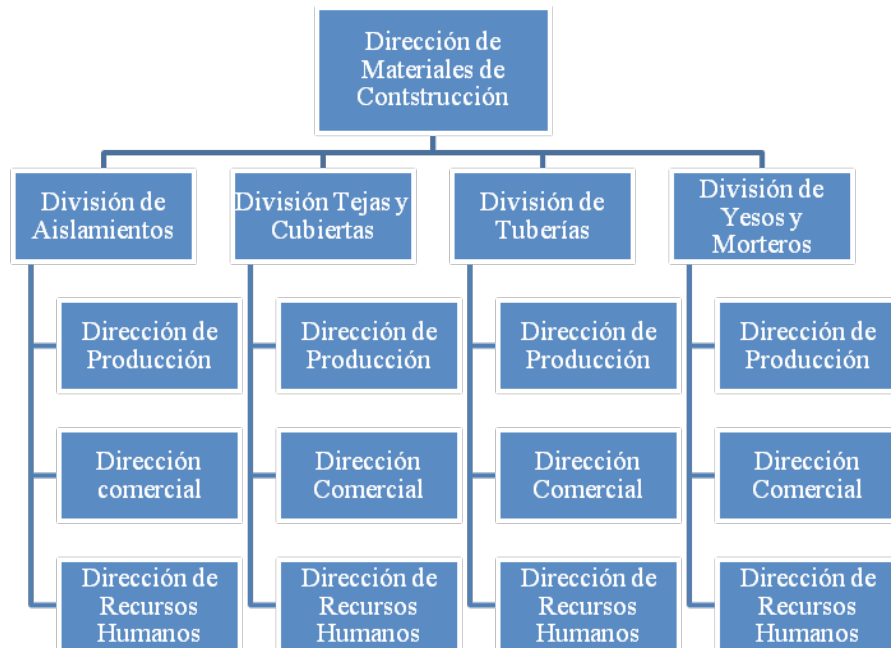 Dirección de
Materiales de
Contstrucción
División de
Aislamientos
División Tejas y
Cubiertas
División de
Tuberías
División de
Yesos y
Morteros
Dirección de
Producción
Dirección de
Producción
Dirección de
Producción
Dirección de
Producción
Dirección
comercial
Dirección
Comercial
Dirección
Comercial
Dirección
Comercial
Dirección de
Recursos
Humanos
Dirección de
Recursos
Humanos
Dirección de
Recursos
Humanos
Dirección de
Recursos
Humanos